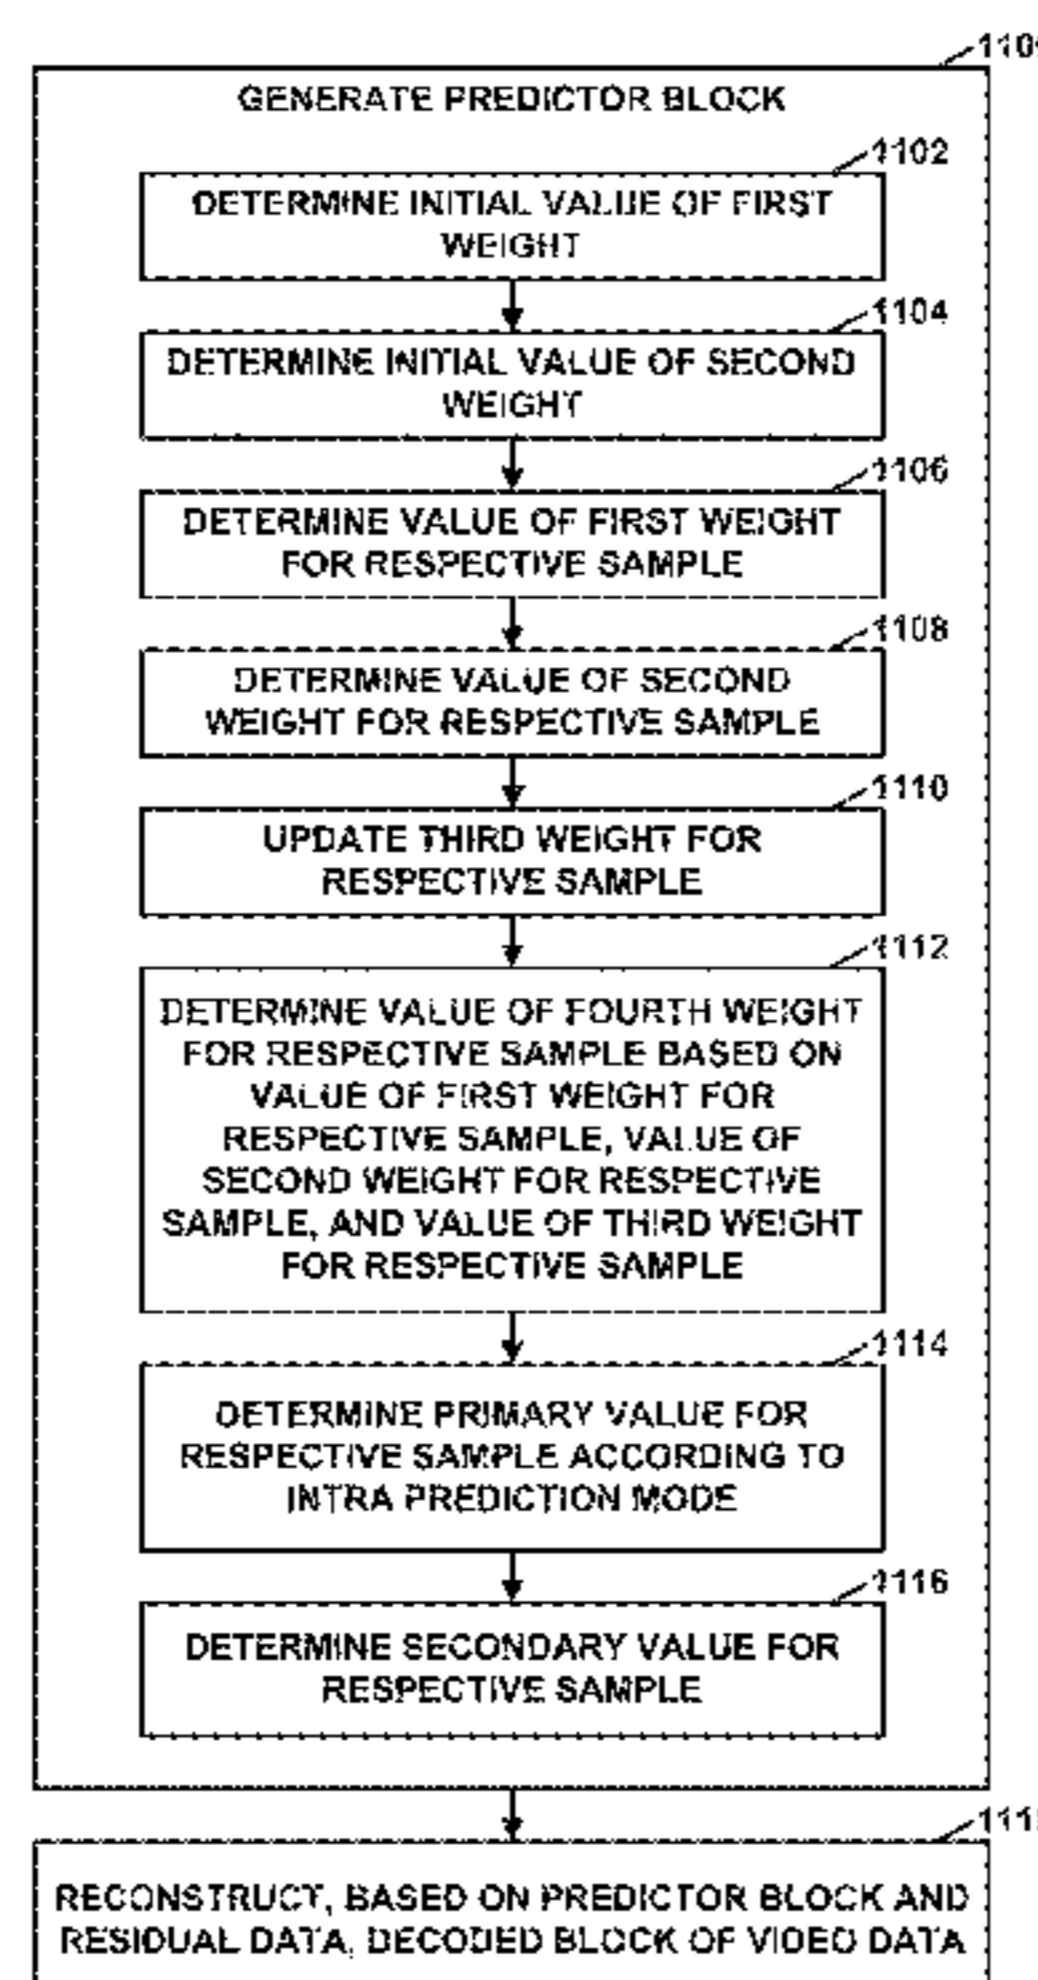 GENERATE PREDICTOR BLOCK
1102
DETERMINE INITIAL VALUE OF FIRST
WEIGHT
1104
DETERMINE INITIAL VALUE OF SECOND
WEIGHT
1106
DETERMINE VALUE OF FIRST WEIGHT
FOR RESPECTIVE SAMPLE
1108
DETERMINE VALUE OF SECOND
WEIGHT FOR RESPECTIVE SAMPLE
1110
UPDATE THIRD WEIGHT FOR
RESPECTIVE SAMPLE
1112
DETERMINE VALUE OF FOURTH WEIGHT
FOR RESPECTIVE SAMPLE BASED ON
VALUE OF FIRST WEIGHT FOR
RESPECTIVE SAMPLE, VALUE OF
SECOND WEIGHT FOR RESPECTIVE
SAMPLE, AND VALUE OF THIRD WEIGHT
FOR RESPECTIVE SAMPLE
1114
DETERMINE PRIMARY VALUE FOR
RESPECTIVE SAMPLE ACCORDING TO
INTRA PREDICTION MODE
1116
DETERMINE SECONDARY VALUE FOR
RESPECTIVE SAMPLE
RECONSTRUCT, BASED ON PREDICTOR BLOCK AND
RESIDUAL DATA, DECODED BLOCK OF VIDEO DATA